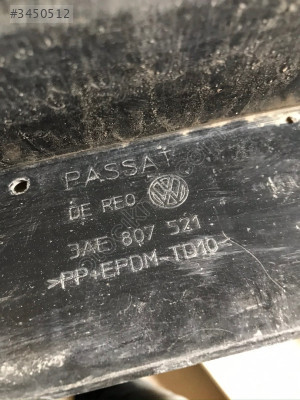 #3450512
PASSAT
DE REO
3AE 807 521
>PP+EPDM-TD10<